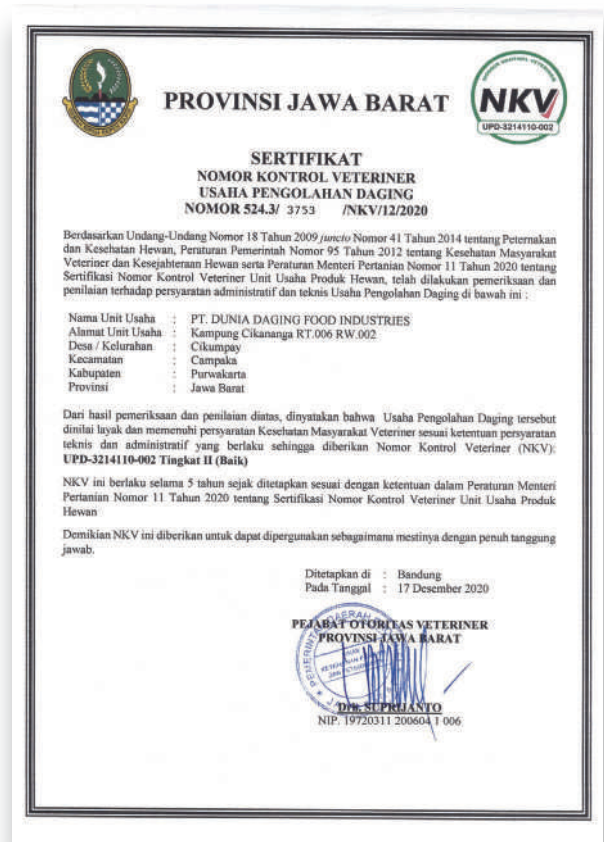 PROVINSI JAWA BARAT
NOMOR KONTROL VETERINER
NKV
UPD-3214110-002
SERTIFIKAT
NOMOR KONTROL VETERINER
USAHA PENGOLAHAN DAGING
NOMOR 524.3/ 3753 /NKV/12/2020
Berdasarkan Undang-Undang Nomor 18 Tahun 2009 juncto Nomor 41 Tahun 2014 tentang Peternakan
dan Kesehatan Hewan, Peraturan Pemerintah Nomor 95 Tahun 2012 tentang Kesehatan Masyarakat
Veteriner dan Kesejahteraan Hewan serta Peraturan Menteri Pertanian Nomor 11 Tahun 2020 tentang
Sertifikasi Nomor Kontrol Veteriner Unit Usaha Produk Hewan, telah dilakukan pemeriksaan dan
penilaian terhadap persyaratan administratif dan teknis Usaha Pengolahan Daging di bawah ini :
Nama Unit Usaha : PT. DUNIA DAGING FOOD INDUSTRIES
Alamat Unit Usaha : Kampung Cikananga RT.006 RW.002
Desa / Kelurahan : Cikumpay
Kecamatan : Campaka
Kabupaten : Purwakarta
Provinsi : Jawa Barat
Dari hasil pemeriksaan dan penilaian diatas, dinyatakan bahwa Usaha Pengolahan Daging tersebut
dinilai layak dan memenuhi persyaratan Kesehatan Masyarakat Veteriner sesuai ketentuan persyaratan
teknis dan administratif yang berlaku sehingga diberikan Nomor Kontrol Veteriner (NKV):
UPD-3214110-002 Tingkat II (Baik)
NKV ini berlaku selama 5 tahun sejak ditetapkan sesuai dengan ketentuan dalam Peraturan Menteri
Pertanian Nomor 11 Tahun 2020 tentang Sertifikasi Nomor Kontrol Veteriner Unit Usaha Produk
Hewan
Demikian NKV ini diberikan untuk dapat dipergunakan sebagaimana mestinya dengan penuh tanggung
jawab.
Ditetapkan di : Bandung
Pada Tanggal : 17 Desember 2020
PEJABAT OTORITAS VETERINER
PROVINSI JAWA BARAT
Drh. SUPRIJANTO
NIP. 19720311 200604 1 006